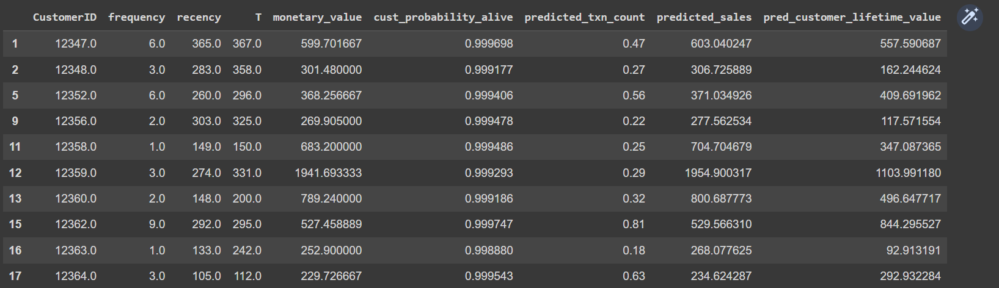 CustomerID frequency recency T monetary_value cust_probability_alive predicted_txn_count predicted_sales pred_customer_lifetime_value
1 12347.0 6.0 365.0 367.0 599.701667 0.999698 0.47 603.040247 557.590687
2 12348.0 3.0 283.0 358.0 301.480000 0.999177 0.27 306.725889 162.244624
5 12352.0 6.0 260.0 296.0 368.256667 0.999406 0.56 371.034926 409.691962
9 12356.0 2.0 303.0 325.0 269.905000 0.999478 0.22 277.562534 117.571554
11 12358.0 1.0 149.0 150.0 683.200000 0.999486 0.25 704.704679 347.087365
12 12359.0 3.0 274.0 331.0 1941.693333 0.999293 0.29 1954.900317 1103.991180
13 12360.0 2.0 148.0 200.0 789.240000 0.999186 0.32 800.687773 496.647717
15 12362.0 9.0 292.0 295.0 527.458889 0.999747 0.81 529.566310 844.295527
16 12363.0 1.0 133.0 242.0 252.900000 0.998880 0.18 268.077625 92.913191
17 12364.0 3.0 105.0 112.0 229.726667 0.999543 0.63 234.624287 292.932284